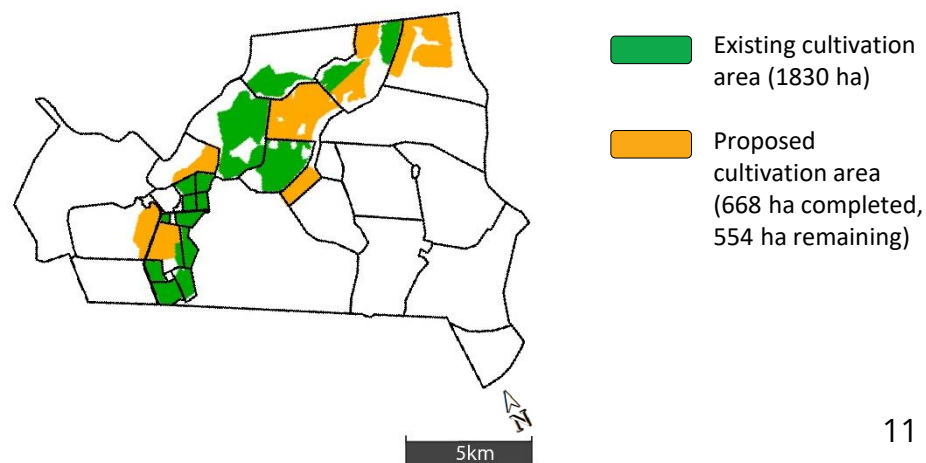 Existing cultivation
area (1830 ha)
Proposed
cultivation area
(668 ha completed,
554 ha remaining)
N
5km
11